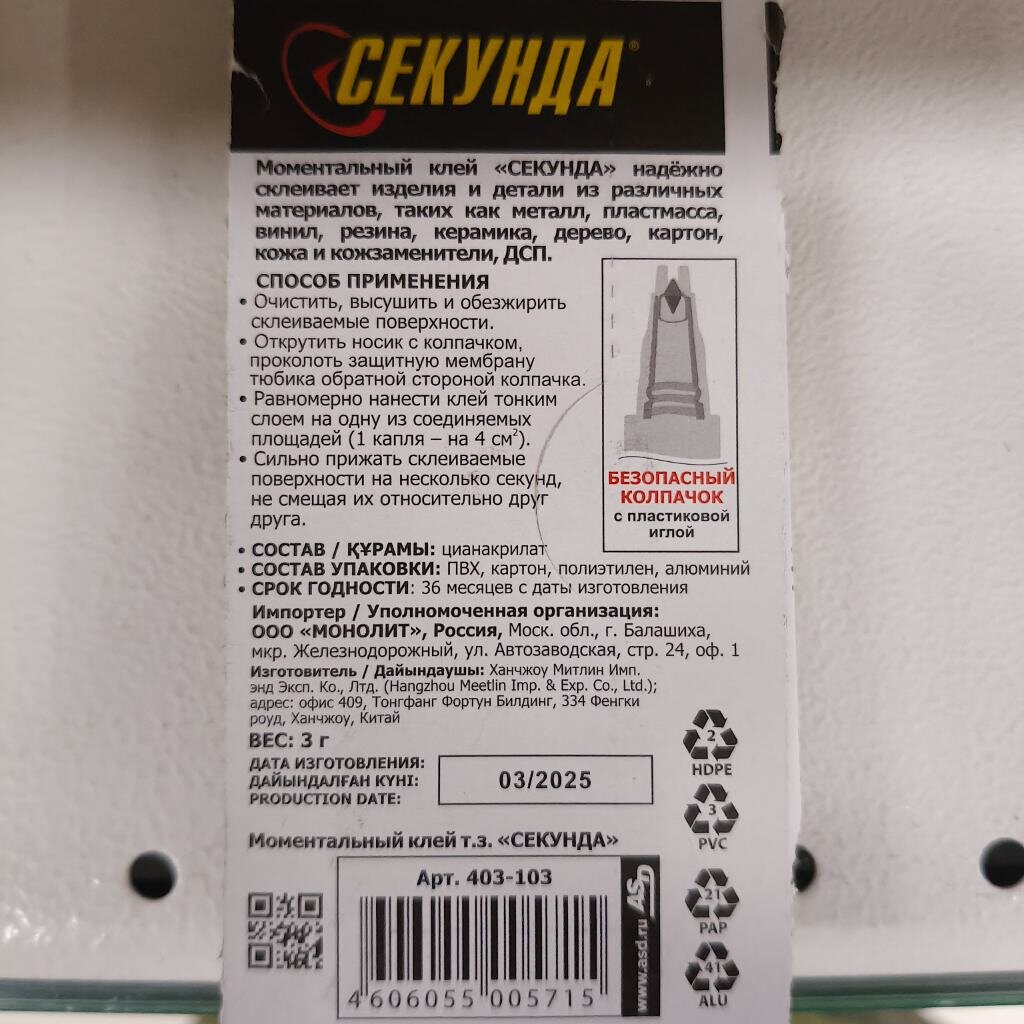 СЕКУНДА®
Моментальный клей «СЕКУНДА» надёжно
склеивает изделия и детали из различных
материалов, таких как металл, пластмасса,
винил, резина, керамика, дерево, картон,
кожа и кожзаменители, ДСП.
СПОСОБ ПРИМЕНЕНИЯ
• Очистить, высушить и обезжирить
склеиваемые поверхности.
• Открутить носик с колпачком,
проколоть защитную мембрану
тюбика обратной стороной колпачка.
• Равномерно нанести клей тонким
слоем на одну из соединяемых
площадей (1 капля – на 4 см²).
• Сильно прижать склеиваемые
поверхности на несколько секунд,
не смещая их относительно друг
друга.
БЕЗОПАСНЫЙ
КОЛПАЧОК
с пластиковой
иглой
• СОСТАВ / ҚҰРАМЫ: цианакрилат
• СОСТАВ УПАКОВКИ: ПВХ, картон, полиэтилен, алюминий
• СРОК ГОДНОСТИ: 36 месяцев с даты изготовления
Импортер / Уполномоченная организация:
ООО «МОНОЛИТ», Россия, Моск. обл., г. Балашиха,
мкр. Железнодорожный, ул. Автозаводская, стр. 24, оф. 1
Изготовитель / Дайындаушы: Ханчжоу Митлин Имп.
энд Эксп. Ко., Лтд. (Hangzhou Meetlin Imp. & Exp. Co., Ltd.);
адрес: офис 409, Тонгфанг Фортун Билдинг, 334 Фенгки
роуд, Ханчжоу, Китай
ВЕС: 3 г
ДАТА ИЗГОТОВЛЕНИЯ:
ДАЙЫНДАЛҒАН КҮНІ:
PRODUCTION DATE:
03/2025
2
HDPE
3
PVC
21
PAP
41
ALU
Моментальный клей т.з. «СЕКУНДА»
Арт. 403-103
4 606055 005715
www.asd.ru ASD